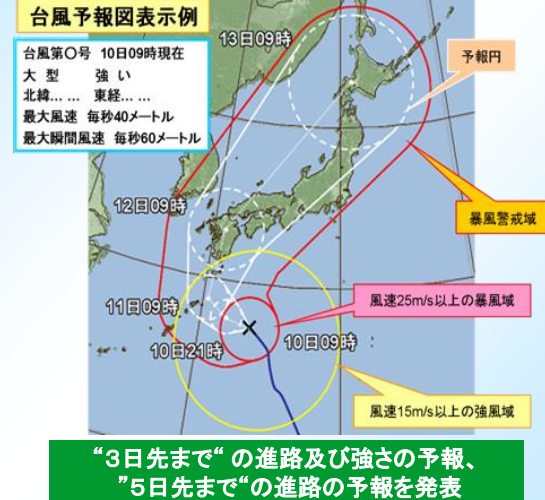 台風予報図表示例
台風第〇号 10日09時現在
大 型 強 い
北緯… … 東経… …
最大風速 毎秒40メートル
最大瞬間風速 毎秒60メートル
13日09時
予報円
12日09時
暴風警戒域
11日09時
風速25m/s以上の暴風域
10日21時
10日09時
風速15m/s以上の強風域
“3日先まで“ の進路及び強さの予報、
”5日先まで“の進路の予報を発表